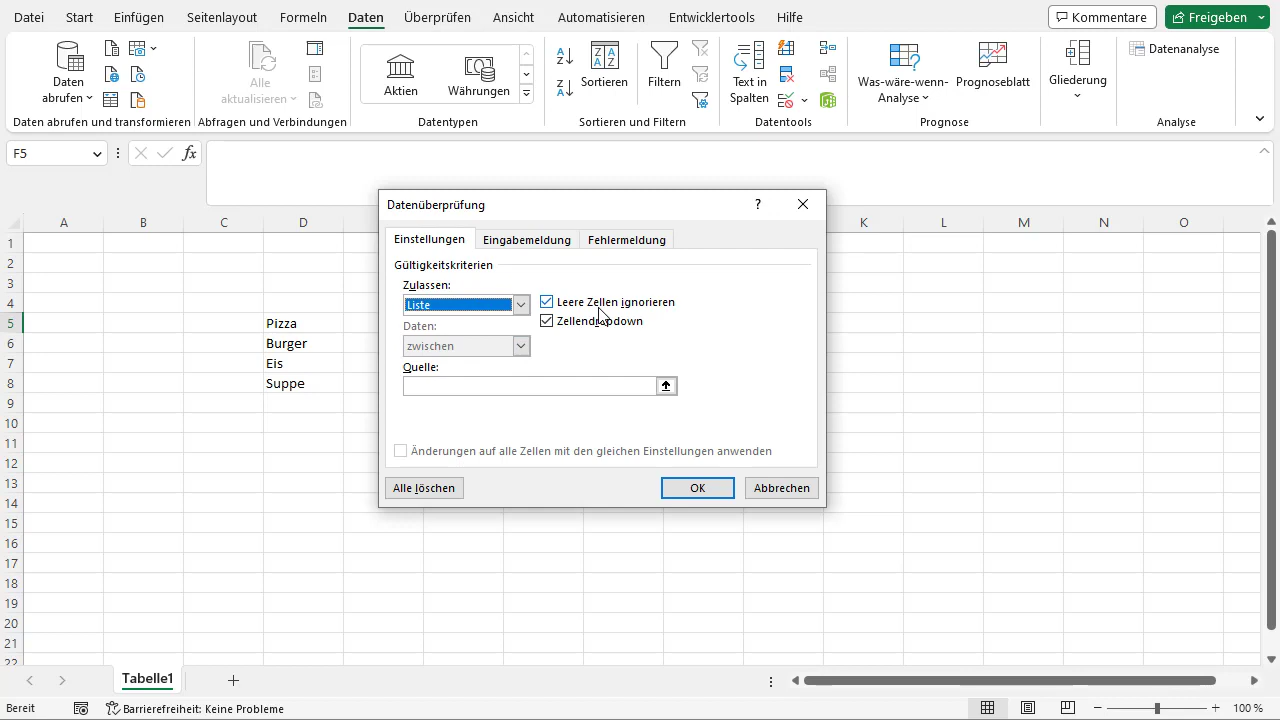 Datei Start Einfügen Seitenlayout Formeln Daten Überprüfen Ansicht Automatisieren Entwicklertools Hilfe Kommentare Freigeben
Daten abrufen
Alle aktualisieren
Aktien
Währungen
Sortieren
Filtern
Text in Spalten
Was-wäre-wenn-Analyse
Prognoseblatt
Gliederung
Datenanalyse
Daten abrufen und transformieren Abfragen und Verbindungen Datentypen Sortieren und Filtern Datentools Prognose Analyse
F5 fx
Datenüberprüfung ?
A B C D K L M N O
Einstellungen Eingabemeldung Fehlermeldung
Gültigkeitskriterien
Zulassen:
Liste Leere Zellen ignorieren
Daten:
zwischen
Quelle:
Änderungen auf alle Zellen mit den gleichen Einstellungen anwenden
Alle löschen OK Abbrechen
1
2
3
4
5 Pizza
6 Burger
7 Eis
8 Suppe
9
10
11
12
13
14
15
16
17
18
19
20
21
22
Tabelle1
Bereit Barrierefreiheit: Keine Probleme 100 %